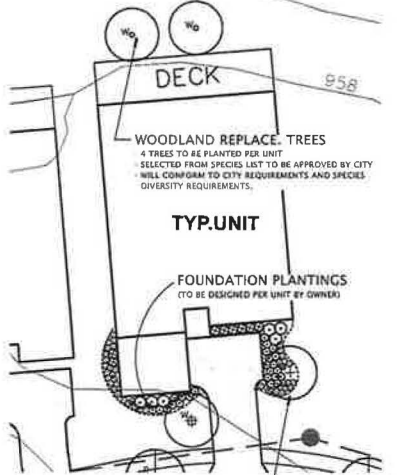 Wo
Wo
DECK
958
WOODLAND REPLACE. TREES
- 4 TREES TO BE PLANTED PER UNIT
- SELECTED FROM SPECIES LIST TO BE APPROVED BY CITY
- WILL CONFORM TO CITY REQUIREMENTS AND SPECIES
DIVERSITY REQUIREMENTS.
TYP.UNIT
FOUNDATION PLANTINGS
(TO BE DESIGNED PER UNIT BY OWNER)